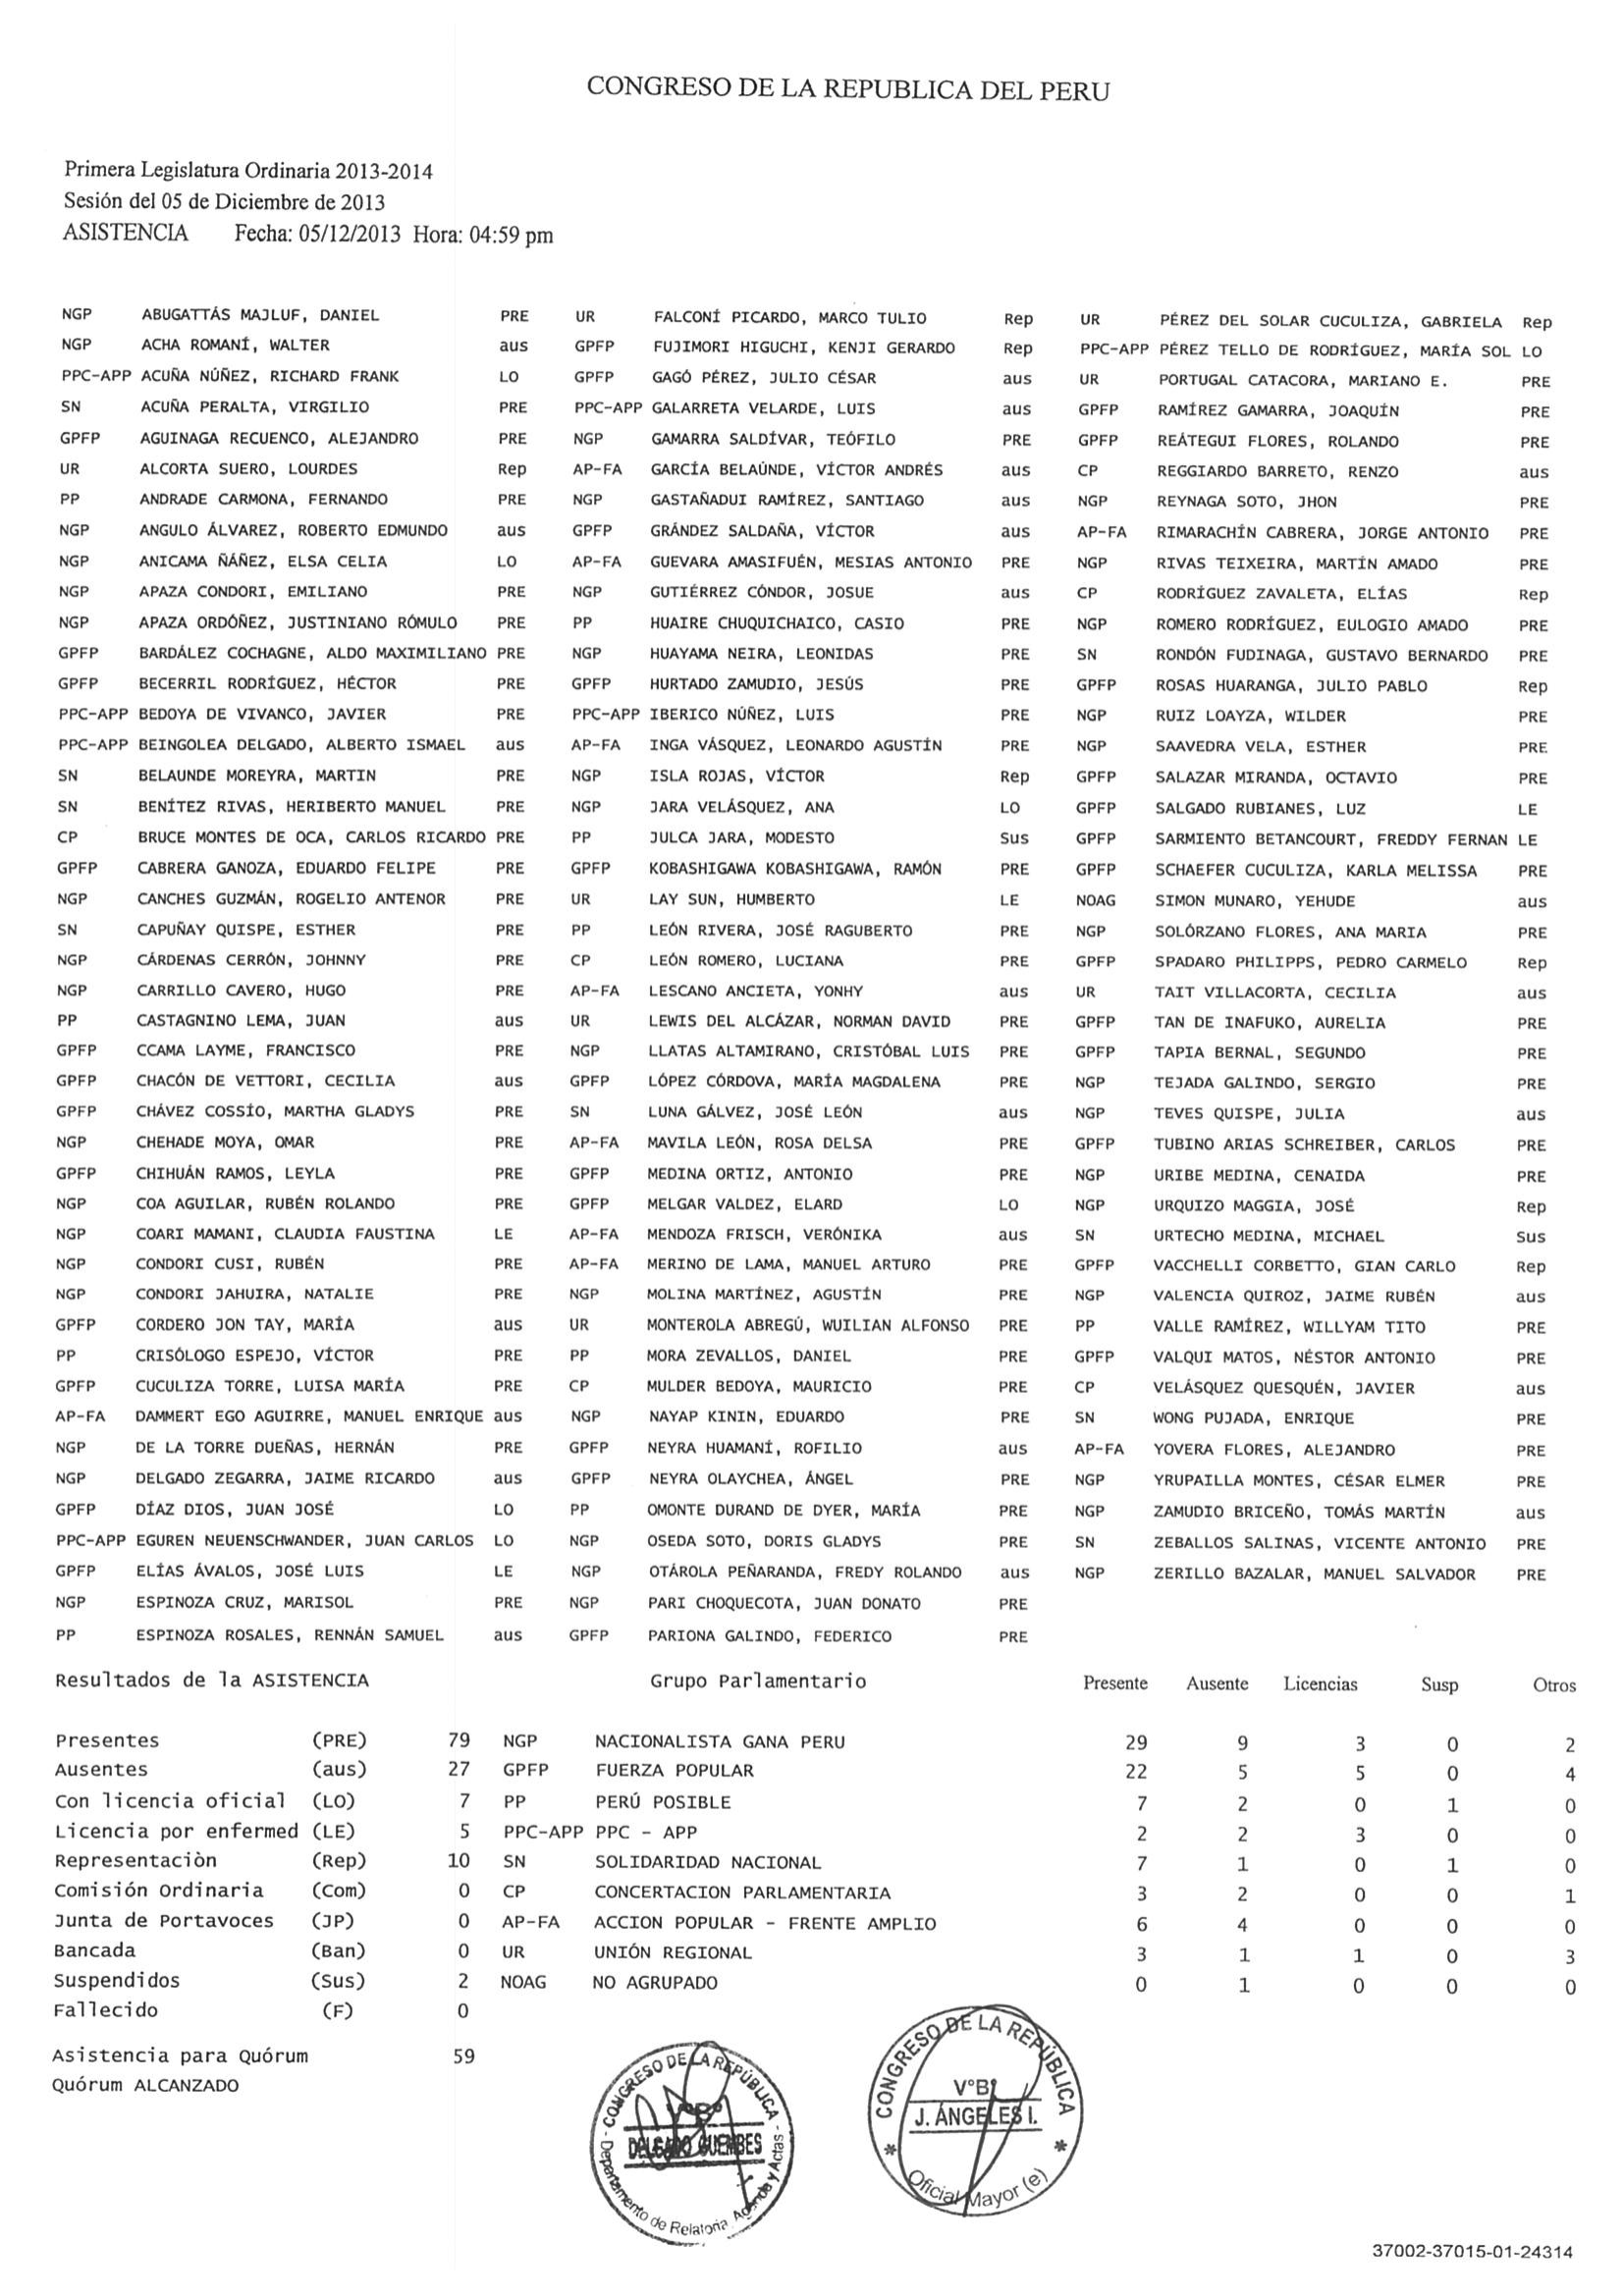 CONGRESO DE LA REPUBLICA DEL PERU
Primera Legislatura Ordinaria 2013-2014
Sesión del 05 de Diciembre de 2013
ASISTENCIA Fecha: 05/12/2013 Hora: 04:59 pm
NGP ABUGATTÁS MAJLUF, DANIEL PRE UR FALCONÍ PICARDO, MARCO TULIO Rep UR PÉREZ DEL SOLAR CUCULIZA, GABRIELA Rep
NGP ACHA ROMANÍ, WALTER aus GPFP FUJIMORI HIGUCHI, KENJI GERARDO Rep PPC-APP PÉREZ TELLO DE RODRÍGUEZ, MARÍA SOL LO
PPC-APP ACUÑA NÚÑEZ, RICHARD FRANK LO GPFP GAGÓ PÉREZ, JULIO CÉSAR aus UR PORTUGAL CATACORA, MARIANO E. PRE
SN ACUÑA PERALTA, VIRGILIO PRE PPC-APP GALARRETA VELARDE, LUIS aus GPFP RAMÍREZ GAMARRA, JOAQUÍN PRE
GPFP AGUINAGA RECUENCO, ALEJANDRO PRE NGP GAMARRA SALDÍVAR, TEÓFILO PRE GPFP REÁTEGUI FLORES, ROLANDO PRE
UR ALCORTA SUERO, LOURDES Rep AP-FA GARCÍA BELAÚNDE, VÍCTOR ANDRÉS aus CP REGGIARDO BARRETO, RENZO aus
PP ANDRADE CARMONA, FERNANDO PRE NGP GASTAÑADUI RAMÍREZ, SANTIAGO aus NGP REYNAGA SOTO, JHON PRE
NGP ANGULO ÁLVAREZ, ROBERTO EDMUNDO aus GPFP GRÁNDEZ SALDAÑA, VÍCTOR aus AP-FA RIMARACHÍN CABRERA, JORGE ANTONIO PRE
NGP ANICAMA ÑÁÑEZ, ELSA CELIA LO AP-FA GUEVARA AMASIFUÉN, MESIAS ANTONIO PRE NGP RIVAS TEIXEIRA, MARTÍN AMADO PRE
NGP APAZA CONDORI, EMILIANO PRE NGP GUTIÉRREZ CÓNDOR, JOSUE aus CP RODRÍGUEZ ZAVALETA, ELÍAS Rep
NGP APAZA ORDÓÑEZ, JUSTINIANO RÓMULO PRE PP HUAIRE CHUQUICHAICO, CASIO PRE NGP ROMERO RODRÍGUEZ, EULOGIO AMADO PRE
GPFP BARDÁLEZ COCHAGNE, ALDO MAXIMILIANO PRE NGP HUAYAMA NEIRA, LEONIDAS PRE SN RONDÓN FUDINAGA, GUSTAVO BERNARDO PRE
GPFP BECERRIL RODRÍGUEZ, HÉCTOR PRE GPFP HURTADO ZAMUDIO, JESÚS PRE GPFP ROSAS HUARANGA, JULIO PABLO Rep
PPC-APP BEDOYA DE VIVANCO, JAVIER PRE PPC-APP IBERICO NÚÑEZ, LUIS PRE NGP RUIZ LOAYZA, WILDER PRE
PPC-APP BEINGOLEA DELGADO, ALBERTO ISMAEL aus AP-FA INGA VÁSQUEZ, LEONARDO AGUSTÍN PRE NGP SAAVEDRA VELA, ESTHER PRE
SN BELAUNDE MOREYRA, MARTIN PRE NGP ISLA ROJAS, VÍCTOR Rep GPFP SALAZAR MIRANDA, OCTAVIO PRE
SN BENÍTEZ RIVAS, HERIBERTO MANUEL PRE NGP JARA VELÁSQUEZ, ANA LO GPFP SALGADO RUBIANES, LUZ LE
CP BRUCE MONTES DE OCA, CARLOS RICARDO PRE PP JULCA JARA, MODESTO Sus GPFP SARMIENTO BETANCOURT, FREDDY FERNAN LE
GPFP CABRERA GANOZA, EDUARDO FELIPE PRE GPFP KOBASHIGAWA KOBASHIGAWA, RAMÓN PRE GPFP SCHAEFER CUCULIZA, KARLA MELISSA PRE
NGP CANCHES GUZMÁN, ROGELIO ANTENOR PRE UR LAY SUN, HUMBERTO LE NOAG SIMON MUNARO, YEHUDE aus
SN CAPUÑAY QUISPE, ESTHER PRE PP LEÓN RIVERA, JOSÉ RAGUBERTO PRE NGP SOLÓRZANO FLORES, ANA MARIA PRE
NGP CÁRDENAS CERRÓN, JOHNNY PRE CP LEÓN ROMERO, LUCIANA PRE GPFP SPADARO PHILIPPS, PEDRO CARMELO Rep
NGP CARRILLO CAVERO, HUGO PRE AP-FA LESCANO ANCIETA, YONHY aus UR TAIT VILLACORTA, CECILIA aus
PP CASTAGNINO LEMA, JUAN aus UR LEWIS DEL ALCÁZAR, NORMAN DAVID PRE GPFP TAN DE INAFUKO, AURELIA PRE
GPFP CCAMA LAYME, FRANCISCO PRE NGP LLATAS ALTAMIRANO, CRISTÓBAL LUIS PRE GPFP TAPIA BERNAL, SEGUNDO PRE
GPFP CHACÓN DE VETTORI, CECILIA aus GPFP LÓPEZ CÓRDOVA, MARÍA MAGDALENA PRE NGP TEJADA GALINDO, SERGIO PRE
GPFP CHÁVEZ COSSÍO, MARTHA GLADYS PRE SN LUNA GÁLVEZ, JOSÉ LEÓN aus NGP TEVES QUISPE, JULIA aus
NGP CHEHADE MOYA, OMAR PRE AP-FA MAVILA LEÓN, ROSA DELSA PRE GPFP TUBINO ARIAS SCHREIBER, CARLOS PRE
GPFP CHIHUÁN RAMOS, LEYLA PRE GPFP MEDINA ORTIZ, ANTONIO PRE NGP URIBE MEDINA, CENAIDA PRE
NGP COA AGUILAR, RUBÉN ROLANDO PRE GPFP MELGAR VALDEZ, ELARD LO NGP URQUIZO MAGGIA, JOSÉ Rep
NGP COARI MAMANI, CLAUDIA FAUSTINA LE AP-FA MENDOZA FRISCH, VERÓNIKA aus SN URTECHO MEDINA, MICHAEL Sus
NGP CONDORI CUSI, RUBÉN PRE AP-FA MERINO DE LAMA, MANUEL ARTURO PRE GPFP VACCHELLI CORBETTO, GIAN CARLO Rep
NGP CONDORI JAHUIRA, NATALIE PRE NGP MOLINA MARTÍNEZ, AGUSTÍN PRE NGP VALENCIA QUIROZ, JAIME RUBÉN aus
GPFP CORDERO JON TAY, MARÍA aus UR MONTEROLA ABREGÚ, WUILIAN ALFONSO PRE PP VALLE RAMÍREZ, WILLYAM TITO PRE
PP CRISÓLOGO ESPEJO, VÍCTOR PRE PP MORA ZEVALLOS, DANIEL PRE GPFP VALQUI MATOS, NÉSTOR ANTONIO PRE
GPFP CUCULIZA TORRE, LUISA MARÍA PRE CP MULDER BEDOYA, MAURICIO PRE CP VELÁSQUEZ QUESQUÉN, JAVIER aus
AP-FA DAMMERT EGO AGUIRRE, MANUEL ENRIQUE aus NGP NAYAP KININ, EDUARDO PRE SN WONG PUJADA, ENRIQUE PRE
NGP DE LA TORRE DUEÑAS, HERNÁN PRE GPFP NEYRA HUAMANÍ, ROFILIO aus AP-FA YOVERA FLORES, ALEJANDRO PRE
NGP DELGADO ZEGARRA, JAIME RICARDO aus GPFP NEYRA OLAYCHEA, ÁNGEL PRE NGP YRUPAILLA MONTES, CÉSAR ELMER PRE
GPFP DÍAZ DIOS, JUAN JOSÉ LO PP OMONTE DURAND DE DYER, MARÍA PRE NGP ZAMUDIO BRICEÑO, TOMÁS MARTÍN aus
PPC-APP EGUREN NEUENSCHWANDER, JUAN CARLOS LO NGP OSEDA SOTO, DORIS GLADYS PRE SN ZEBALLOS SALINAS, VICENTE ANTONIO PRE
GPFP ELÍAS ÁVALOS, JOSÉ LUIS LE NGP OTÁROLA PEÑARANDA, FREDY ROLANDO aus NGP ZERILLO BAZALAR, MANUEL SALVADOR PRE
NGP ESPINOZA CRUZ, MARISOL PRE NGP PARI CHOQUECOTA, JUAN DONATO PRE
PP ESPINOZA ROSALES, RENNÁN SAMUEL aus GPFP PARIONA GALINDO, FEDERICO PRE
Resultados de la ASISTENCIA Grupo Parlamentario Presente Ausente Licencias Susp Otros
Presentes (PRE) 79 NGP NACIONALISTA GANA PERU 29 9 3 0 2
Ausentes (aus) 27 GPFP FUERZA POPULAR 22 5 5 0 4
Con licencia oficial (LO) 7 PP PERÚ POSIBLE 7 2 0 1 0
Licencia por enfermed (LE) 5 PPC-APP PPC - APP 2 2 3 0 0
Representaciòn (Rep) 10 SN SOLIDARIDAD NACIONAL 7 1 0 1 0
Comisión Ordinaria (Com) 0 CP CONCERTACION PARLAMENTARIA 3 2 0 0 1
Junta de Portavoces (JP) 0 AP-FA ACCION POPULAR - FRENTE AMPLIO 6 4 0 0 0
Bancada (Ban) 0 UR UNIÓN REGIONAL 3 1 1 0 3
Suspendidos (Sus) 2 NOAG NO AGRUPADO 0 1 0 0 0
Fallecido (F) 0
Asistencia para Quórum 59
Quórum ALCANZADO
- CONGRESO DE LA REPÚBLICA -
V°B°
DELGADO GUEMBES
Departamento de Relatoria, Agenda y Actas
CONGRESO DE LA REPÚBLICA
V°B°
J. ÁNGELES I.
* Oficial Mayor (e) *
37002-37015-01-24314